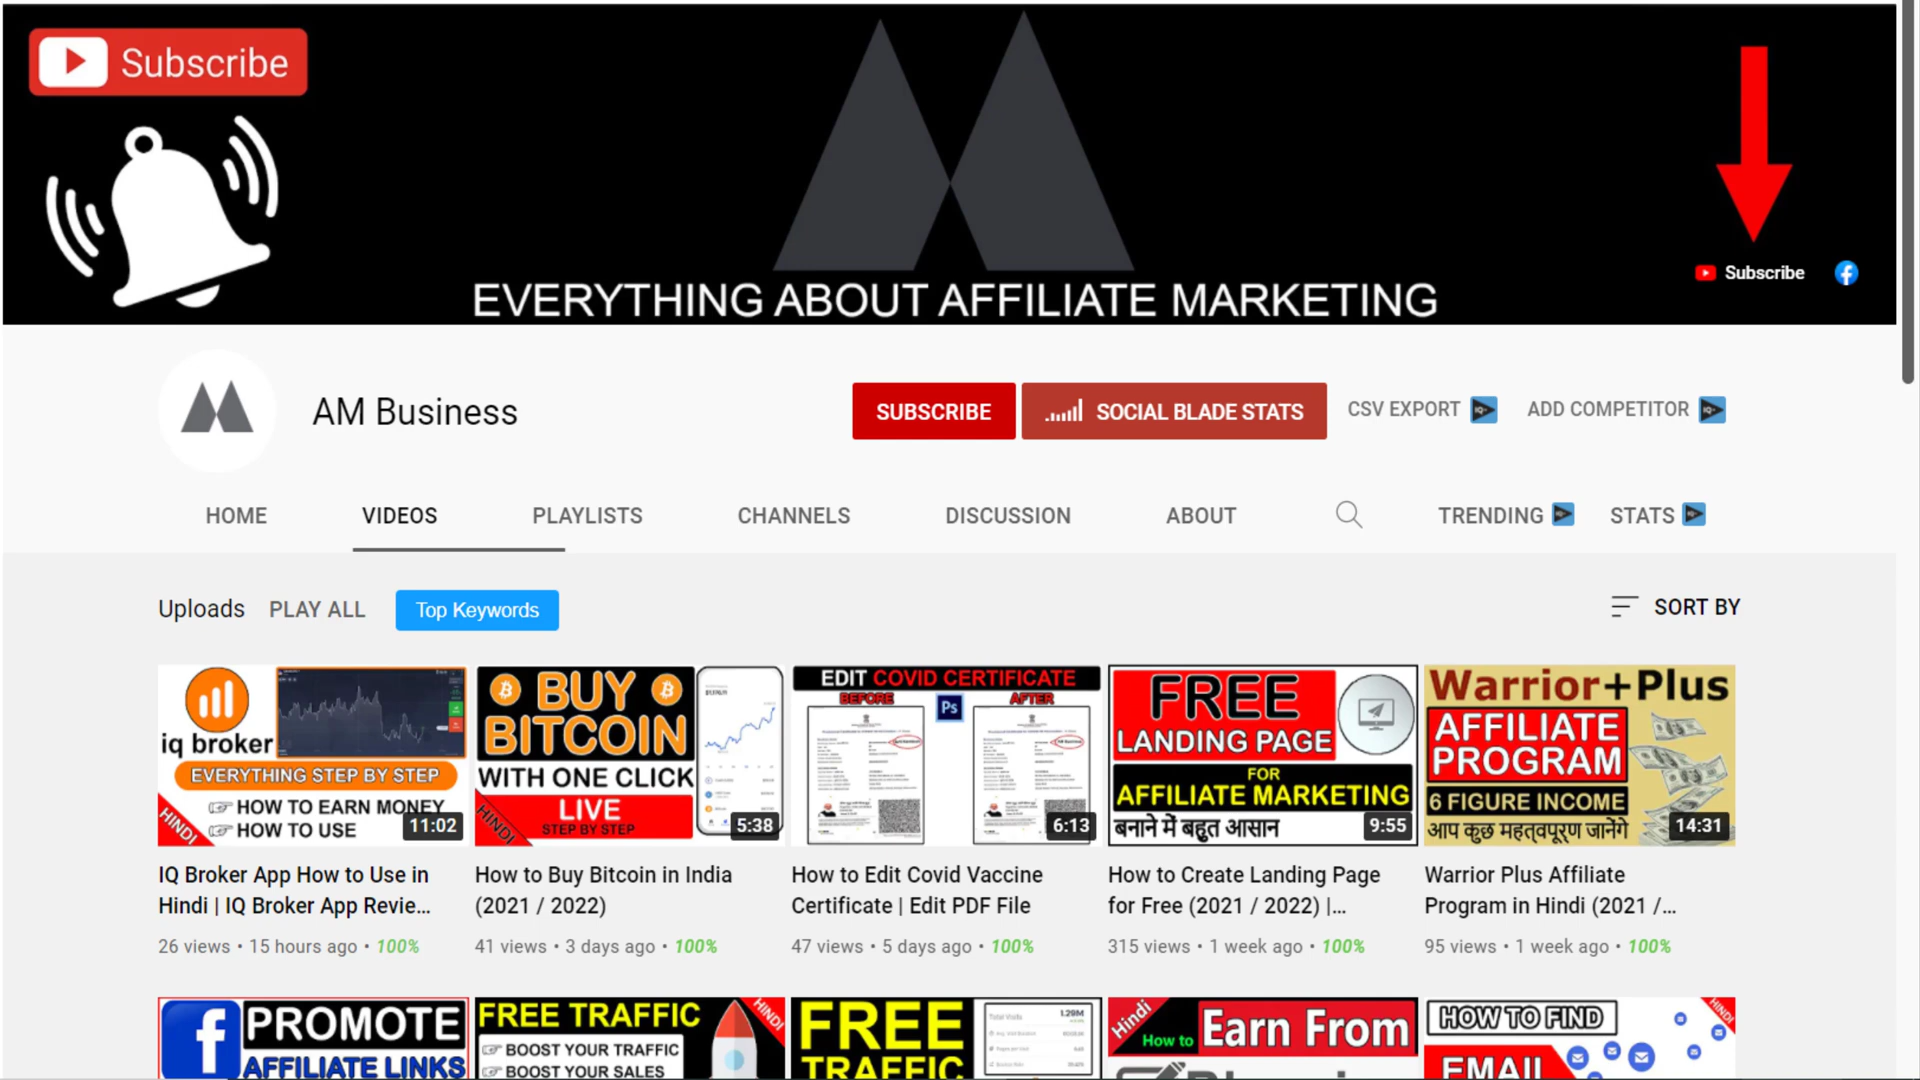 Subscribe
EVERYTHING ABOUT AFFILIATE MARKETING
Subscribe
AM Business
SUBSCRIBE
SOCIAL BLADE STATS
CSV EXPORT
ADD COMPETITOR
HOME
VIDEOS
PLAYLISTS
CHANNELS
DISCUSSION
ABOUT
TRENDING
STATS
Uploads
PLAY ALL
Top Keywords
SORT BY
iq broker
EVERYTHING STEP BY STEP
HOW TO EARN MONEY
HOW TO USE
HINDI
11:02
IQ Broker App How to Use in
Hindi | IQ Broker App Revie...
26 views • 15 hours ago • 100%
BUY
BITCOIN
WITH ONE CLICK
LIVE
STEP BY STEP
HINDI
5:38
How to Buy Bitcoin in India
(2021 / 2022)
41 views • 3 days ago • 100%
EDIT COVID CERTIFICATE
BEFORE
Ps
AFTER
6:13
How to Edit Covid Vaccine
Certificate | Edit PDF File
47 views • 5 days ago • 100%
FREE
LANDING PAGE
FOR
AFFILIATE MARKETING
बनाने में बहुत आसान
9:55
How to Create Landing Page
for Free (2021 / 2022) |...
315 views • 1 week ago • 100%
Warrior+Plus
AFFILIATE
PROGRAM
6 FIGURE INCOME
आप कुछ महत्वपूरण जानेंगे
14:31
Warrior Plus Affiliate
Program in Hindi (2021 /...
95 views • 1 week ago • 100%
PROMOTE
AFFILIATE LINKS
FREE TRAFFIC
BOOST YOUR TRAFFIC
BOOST YOUR SALES
HINDI
FREE
TRAFFIC
Total Visits
1.29M
Hindi
How to
Earn From
HOW TO FIND
EMAIL
HINDI